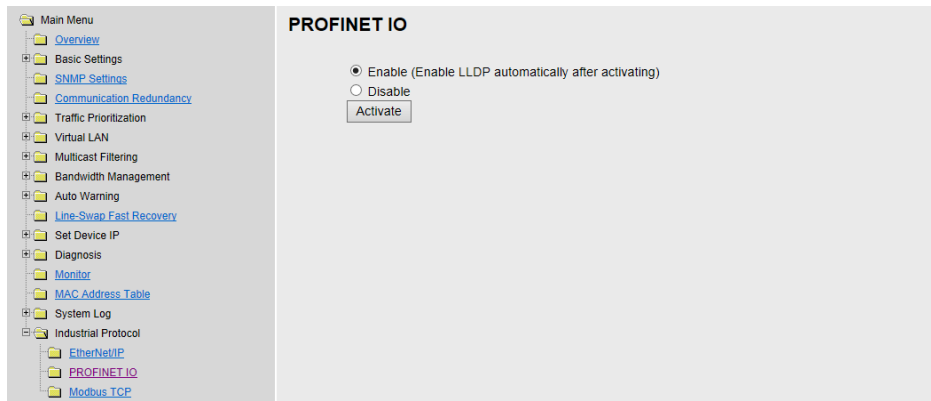 Main Menu
Overview
Basic Settings
SNMP Settings
Communication Redundancy
Traffic Prioritization
Virtual LAN
Multicast Filtering
Bandwidth Management
Auto Warning
Line-Swap Fast Recovery
Set Device IP
Diagnosis
Monitor
MAC Address Table
System Log
Industrial Protocol
EtherNet/IP
PROFINET IO
Modbus TCP
PROFINET IO
Enable (Enable LLDP automatically after activating)
Disable
Activate